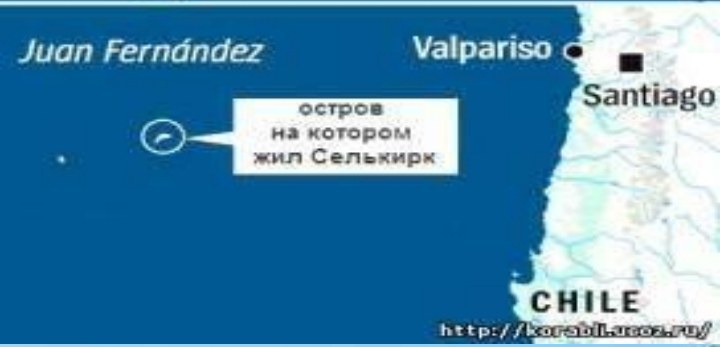 Juan Fernández
Valpariso
Santiago
остров
на котором
жил Селькирк
CHILE
http://korabli.ucoz.ru/